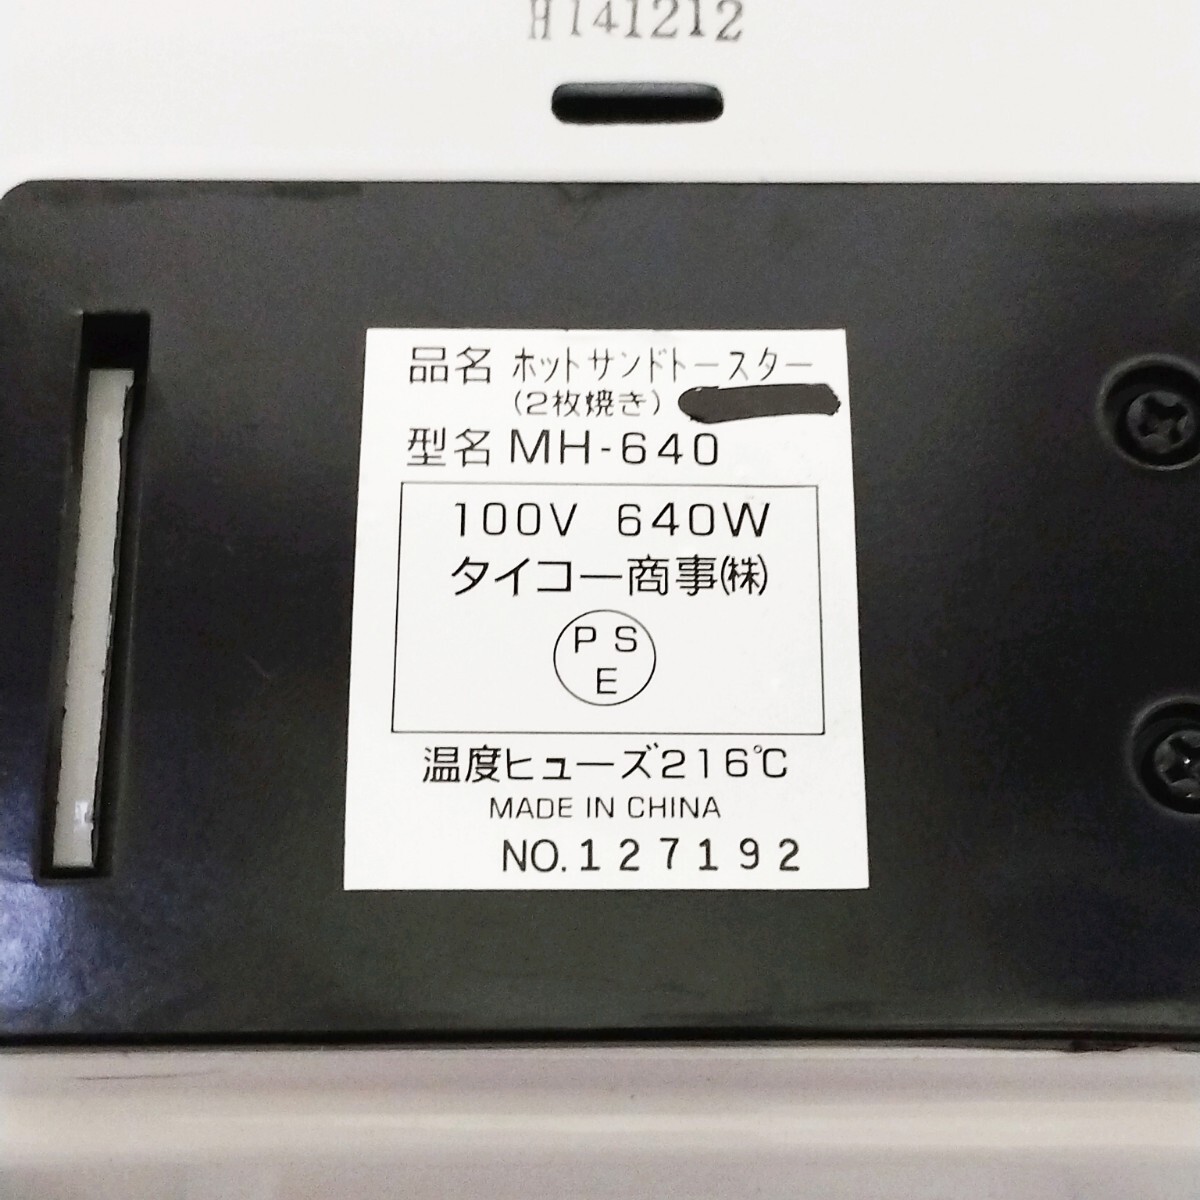 H141212
品名 ホットサンドトースター
(2枚焼き)
型名 MH-640
100V 640W
タイコー商事㈱
PS
E
温度ヒューズ216℃
MADE IN CHINA
NO.127192